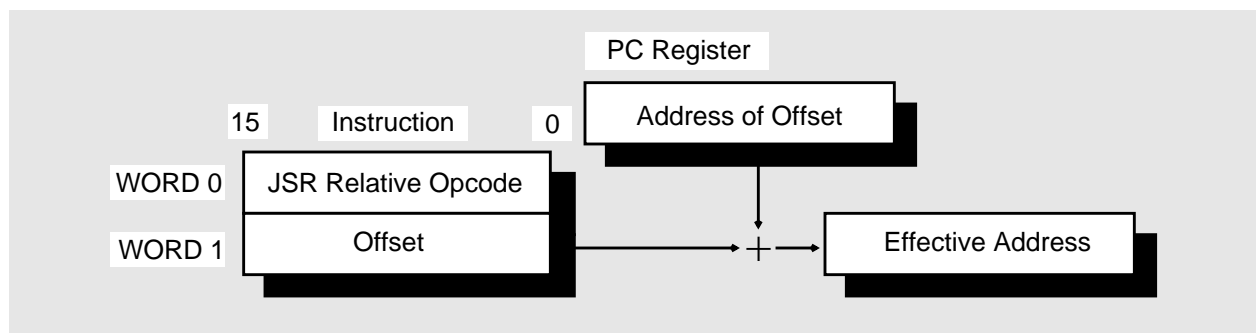 PC Register
Address of Offset
15 Instruction 0
WORD 0 JSR Relative Opcode
WORD 1 Offset
+
Effective Address